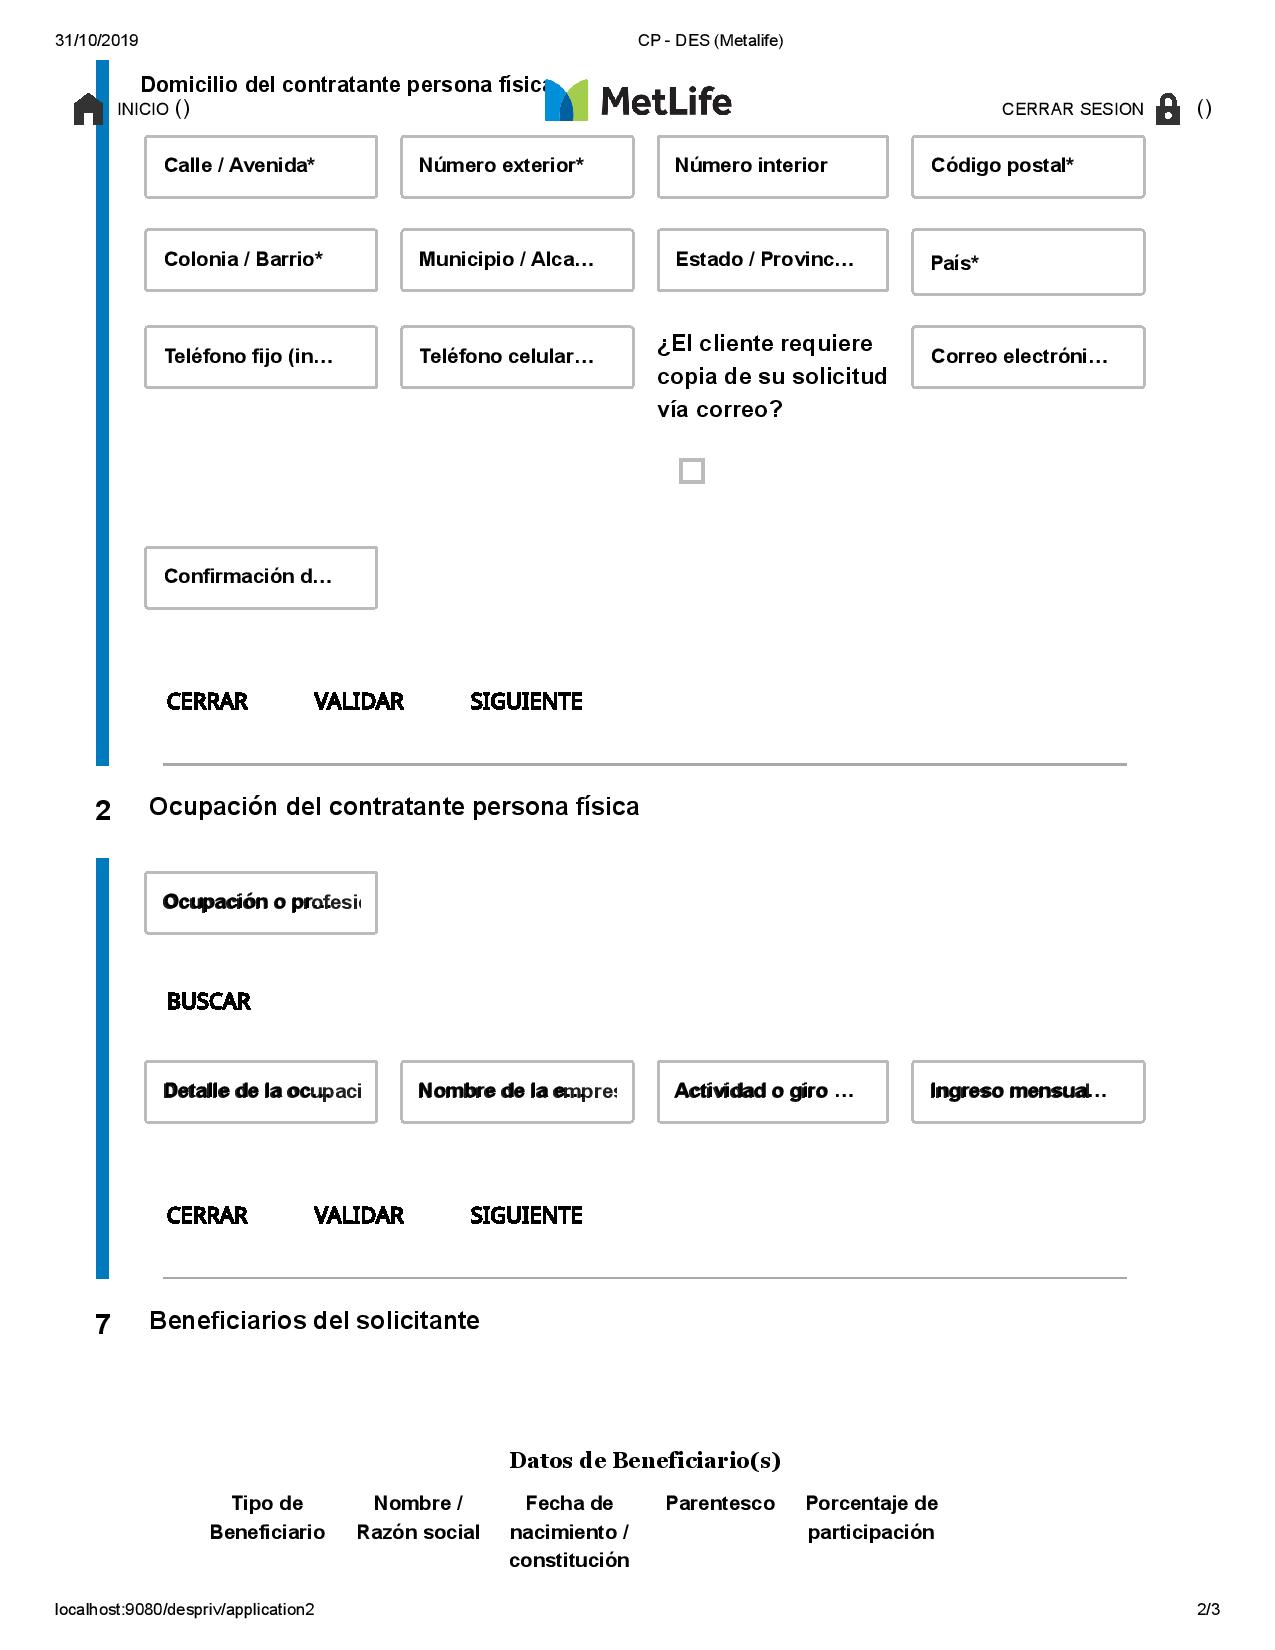 31/10/2019 CP - DES (Metalife)
Domicilio del contratante persona física
INICIO () MetLife CERRAR SESION ()
Calle / Avenida* Número exterior* Número interior Código postal*
Colonia / Barrio* Municipio / Alca... Estado / Provinc... País*
Teléfono fijo (in... Teléfono celular... ¿El cliente requiere Correo electróni...
copia de su solicitud
vía correo?
Confirmación d...
CERRAR VALIDAR SIGUIENTE
2 Ocupación del contratante persona física
Ocupación o profesi
BUSCAR
Detalle de la ocupaci Nombre de la empres Actividad o giro ... Ingreso mensual...
CERRAR VALIDAR SIGUIENTE
7 Beneficiarios del solicitante
Datos de Beneficiario(s)
Tipo de Nombre / Fecha de Parentesco Porcentaje de
Beneficiario Razón social nacimiento / participación
constitución
localhost:9080/despriv/application2 2/3